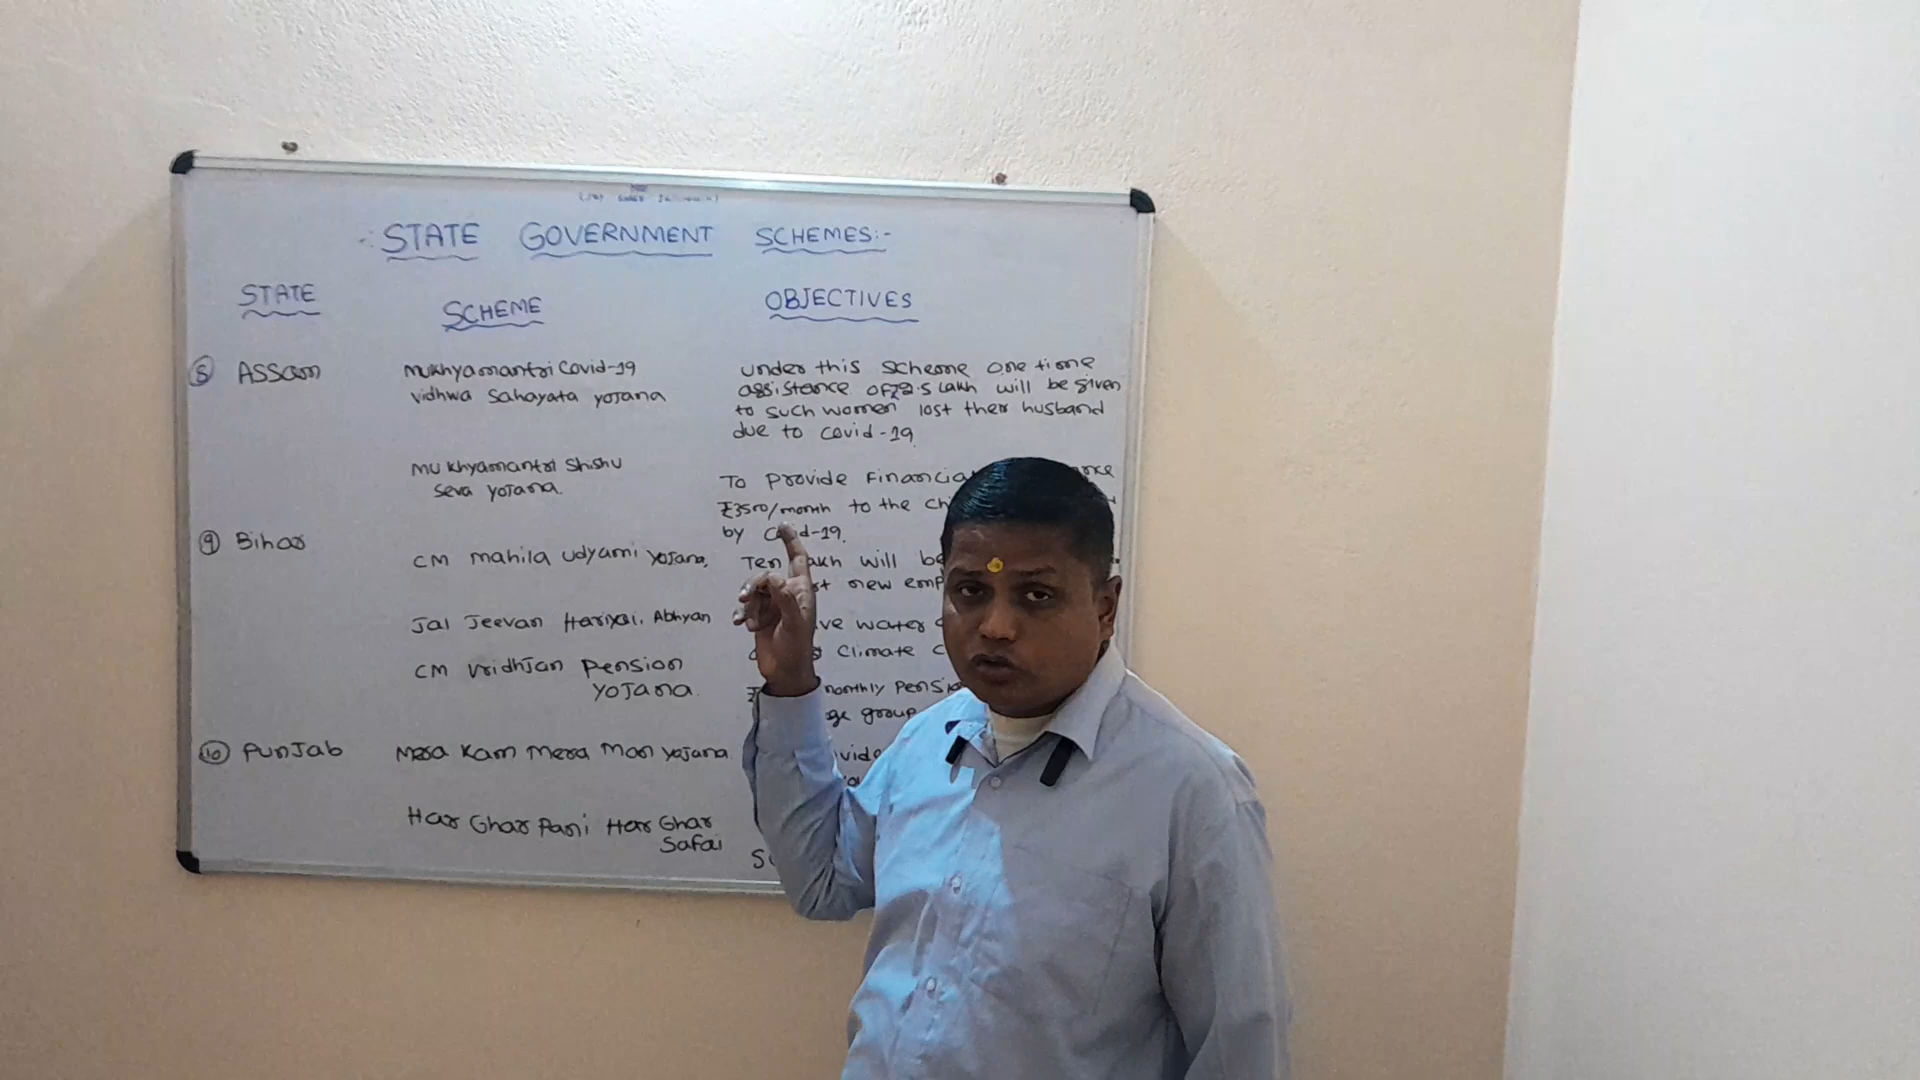 STATE GOVERNMENT SCHEMES:-
STATE
SCHEME
OBJECTIVES
⑧ Assam
Mukhyamantri Covid-19
Vidhwa Sahayata Yojana
under this scheme one time
assistance of ₹2.5 Lakh will be given
to such women lost their husband
due to covid-19
Mukhyamantri Shishu
Seva Yojana.
To Provide Financia
₹3500/month to the
by Covid-19.
⑨ Bihar
CM Mahila Udyami Yojana,
Ten Lakh will be
new emp
Jal Jeevan Hariyali Abhyan
water
Climate
CM Vridhjan Pension
Yojana.
monthly Pensio
group
⑩ Punjab
Mera Kam Mera Man Yojana
Har Ghar Pani Har Ghar
Safai